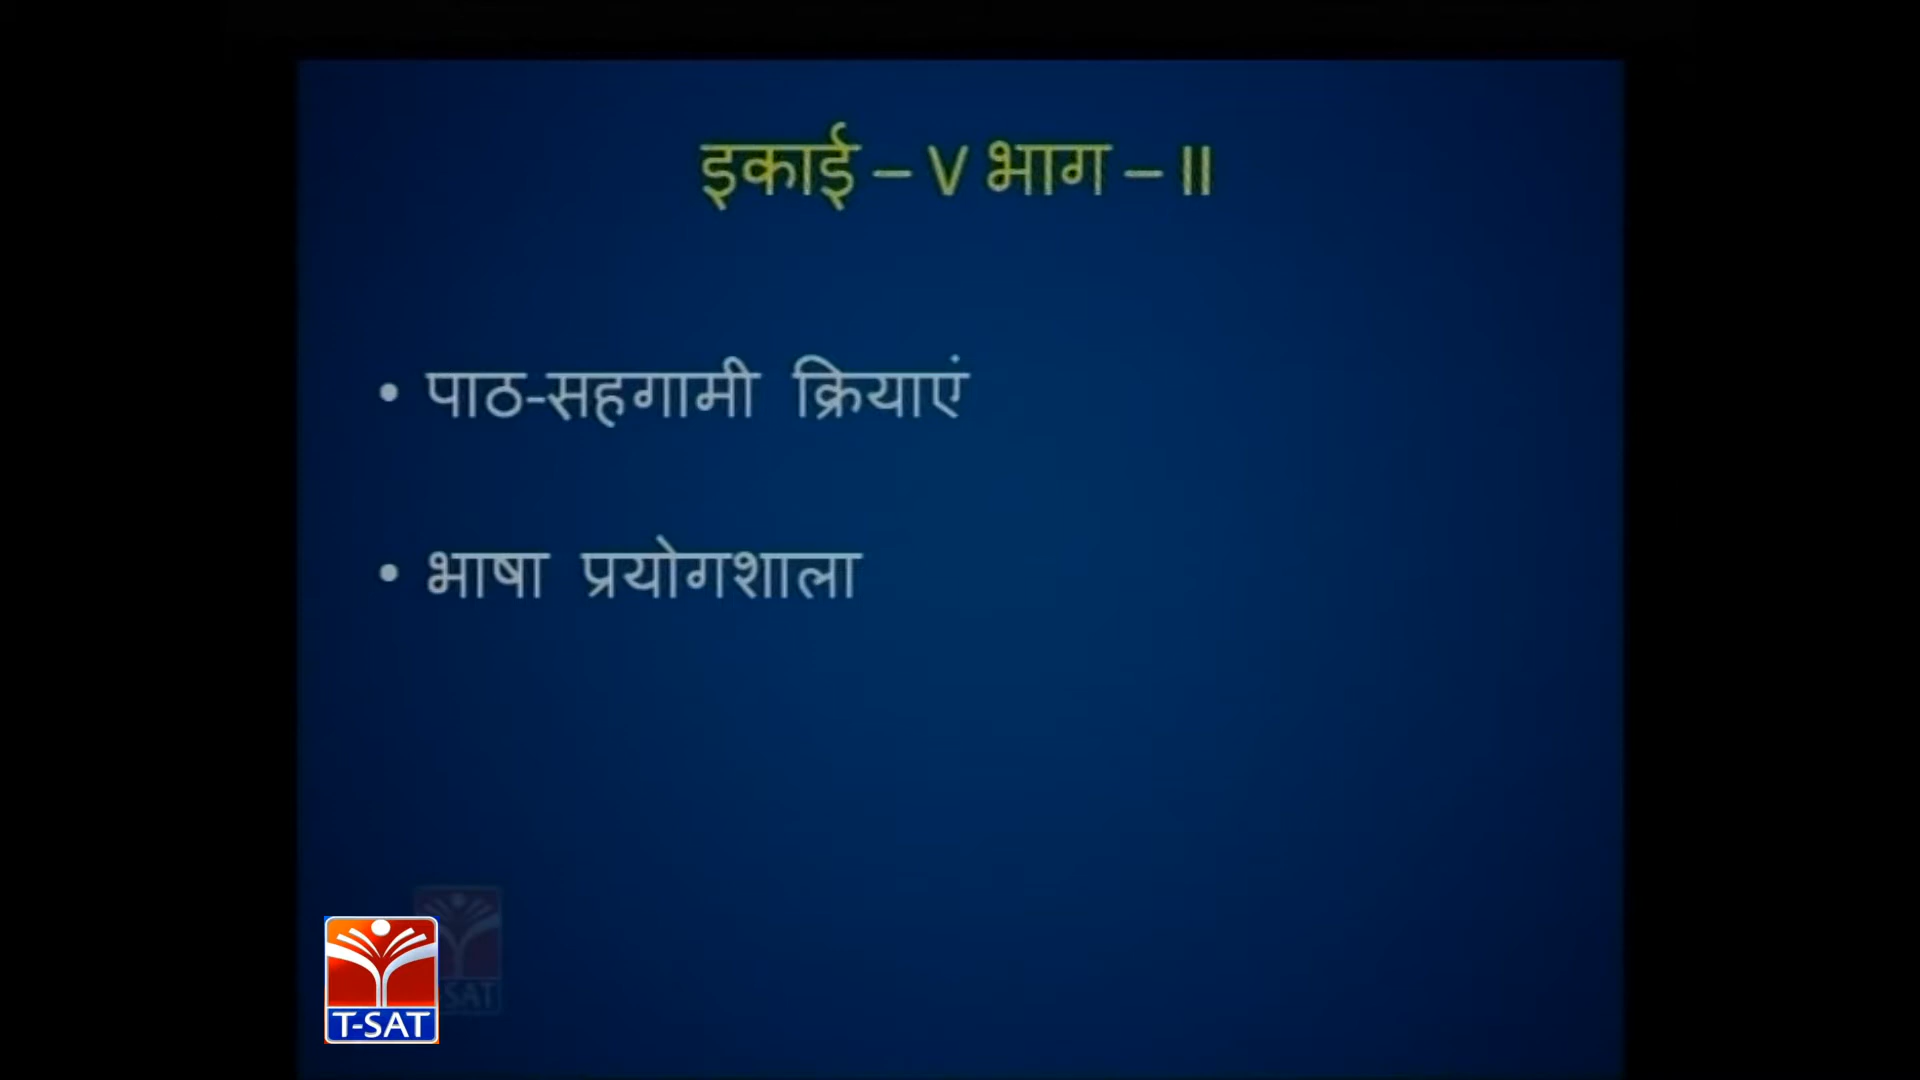 इकाई – V भाग – II
• पाठ-सहगामी क्रियाएं
• भाषा प्रयोगशाला
T-SAT